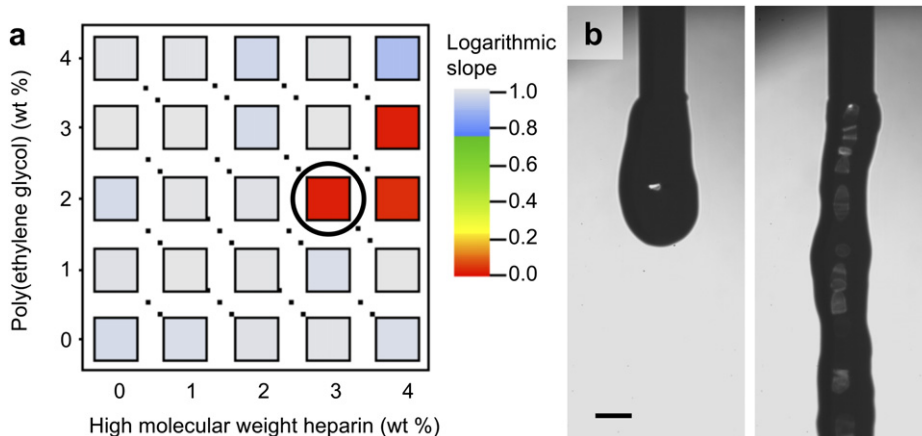 a
Poly(ethylene glycol) (wt %)
4
3
2
1
0
0 1 2 3 4
High molecular weight heparin (wt %)
Logarithmic
slope
1.0
0.8
0.6
0.4
0.2
0.0
b